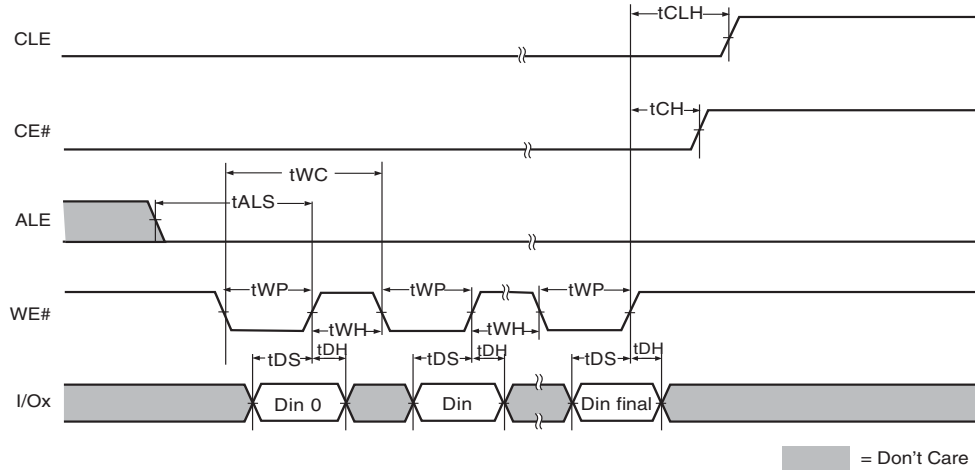 tCLH
CLE
tCH
CE#
tWC
tALS
ALE
tWP tWP tWP
WE#
tWH tWH
tDS tDH tDS tDH tDS tDH
I/Ox Din 0 Din Din final
= Don't Care